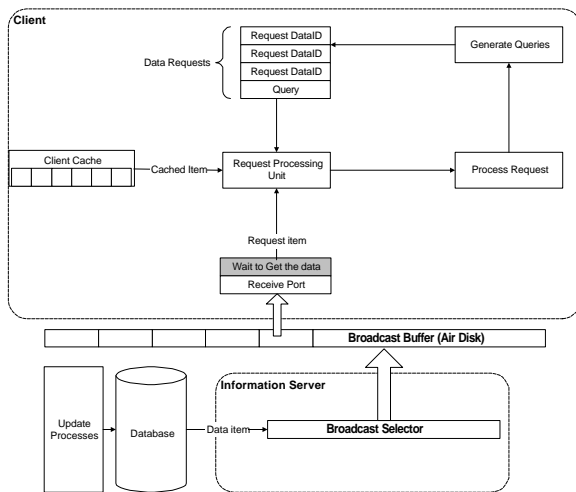 Client
Request DataID
Request DataID
Request DataID
Query
Data Requests
Generate Queries
Client Cache
Cached Item
Request Processing
Unit
Process Request
Request item
Wait to Get the data
Receive Port
Broadcast Buffer (Air Disk)
Information Server
Update
Processes
Database
Data item
Broadcast Selector